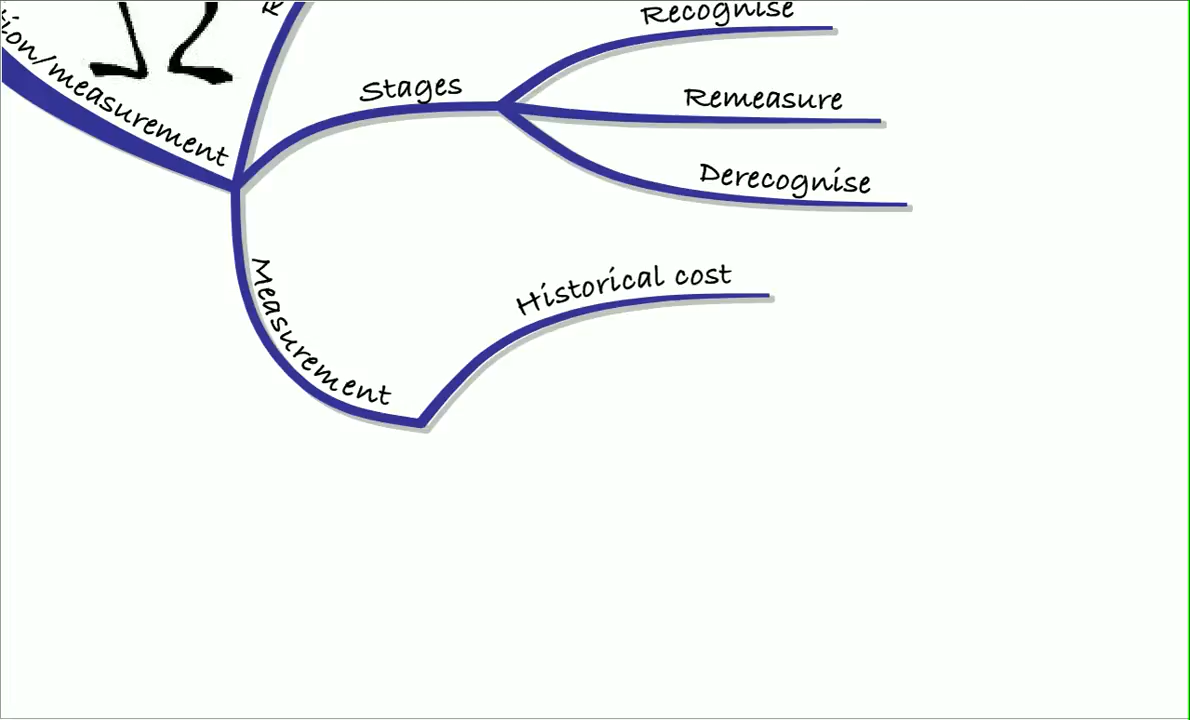 Recognise
ion/measurement
Stages
Remeasure
Derecognise
Measurement
Historical cost